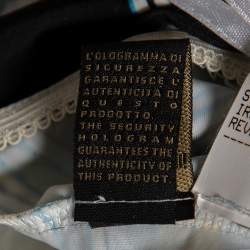 L'OLOGRAMMA DI
SICUREZZA
GARANTISCE L'
AUTENTICITÀ DI
QUESTO
PRODOTTO.
THE SECURITY
HOLOGRAM
GUARANTEES THE
AUTHENTICITY OF
THIS PRODUCT.